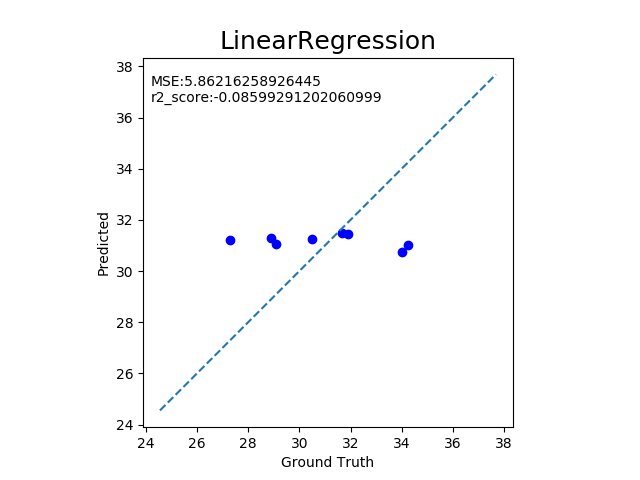 LinearRegression
MSE:5.86216258926445
r2_score:-0.08599291202060999
38
36
34
32
30
28
26
24
Predicted
24 26 28 30 32 34 36 38
Ground Truth